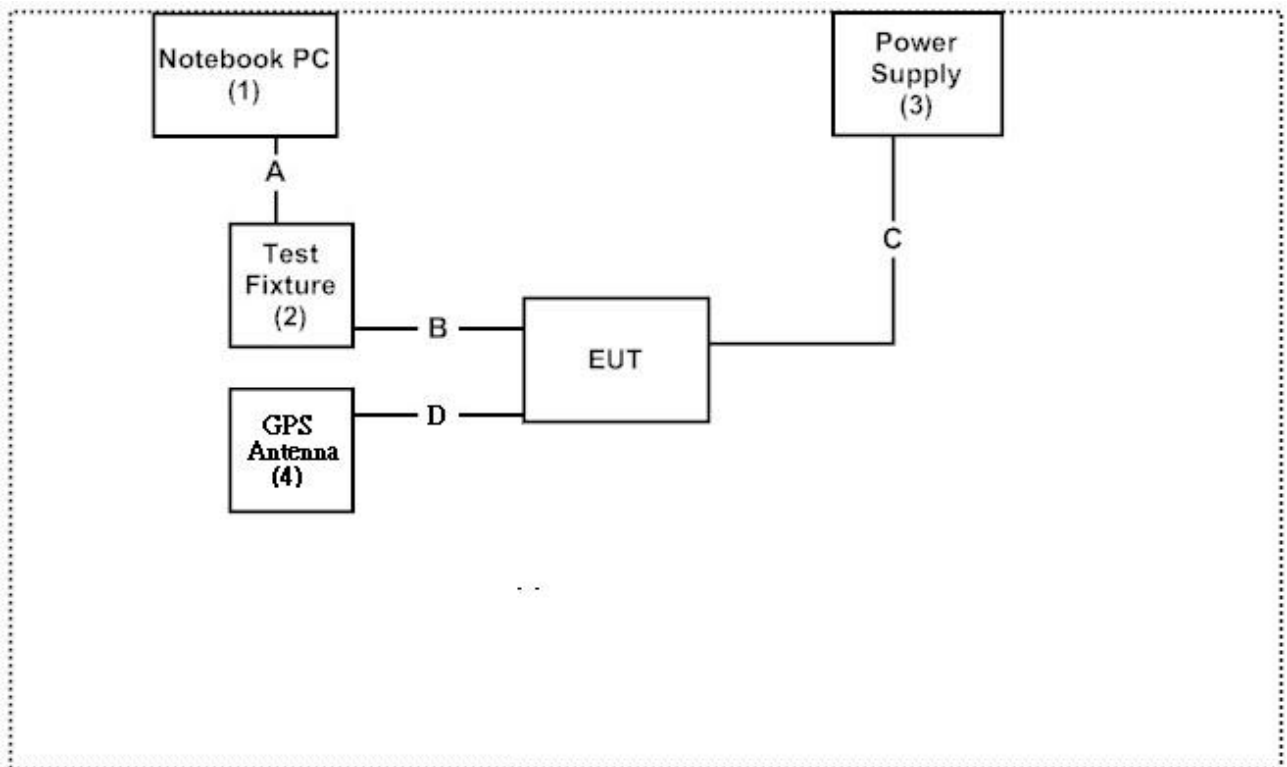 Notebook PC
(1)
Power
Supply
(3)
A
Test
Fixture
(2)
C
B
EUT
D
GPS
Antenna
(4)